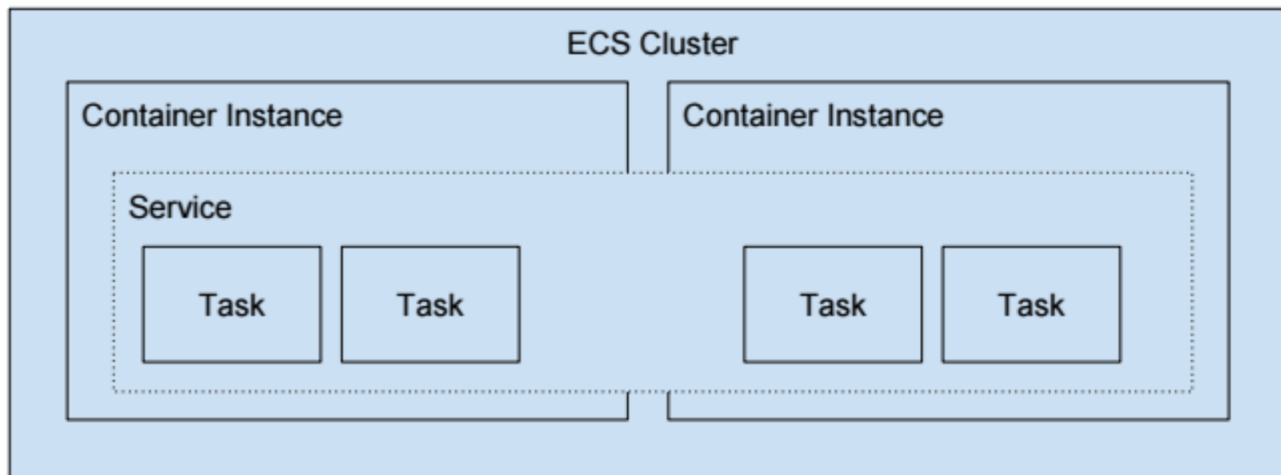 ECS Cluster
Container Instance
Container Instance
Service
Task
Task
Task
Task